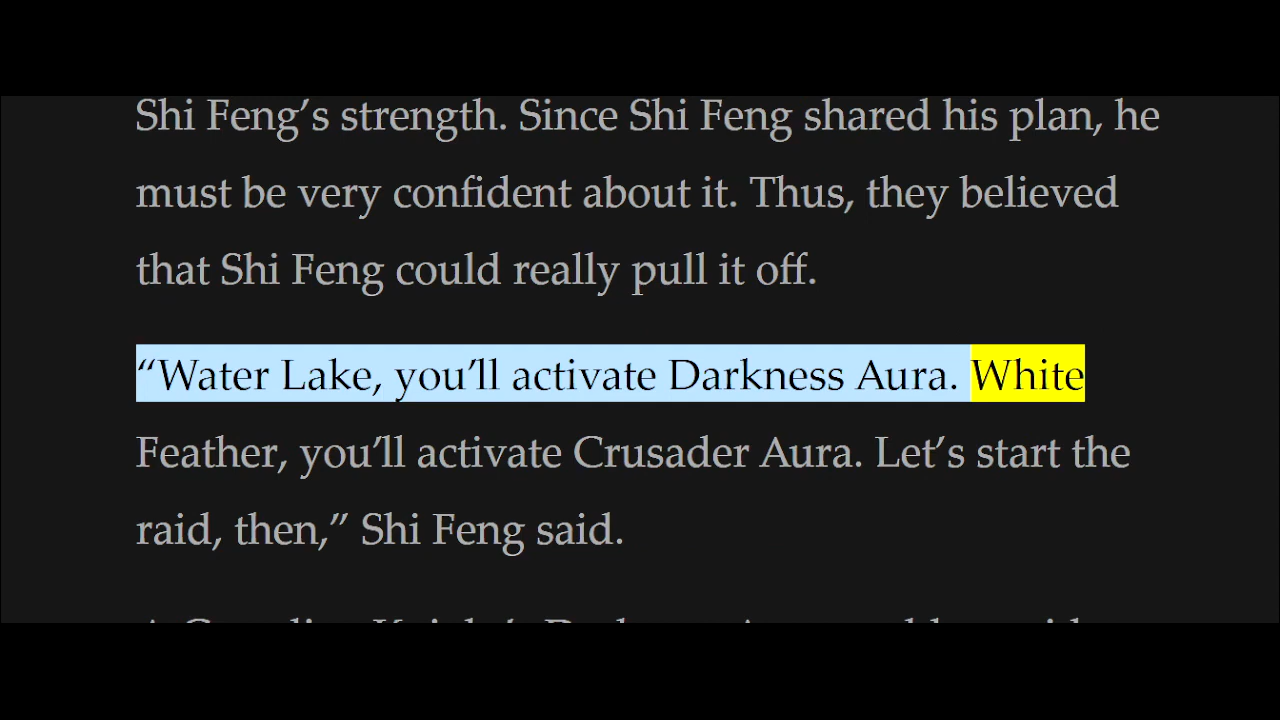 Shi Feng’s strength. Since Shi Feng shared his plan, he
must be very confident about it. Thus, they believed
that Shi Feng could really pull it off.
“Water Lake, you’ll activate Darkness Aura. White
Feather, you’ll activate Crusader Aura. Let’s start the
raid, then,” Shi Feng said.